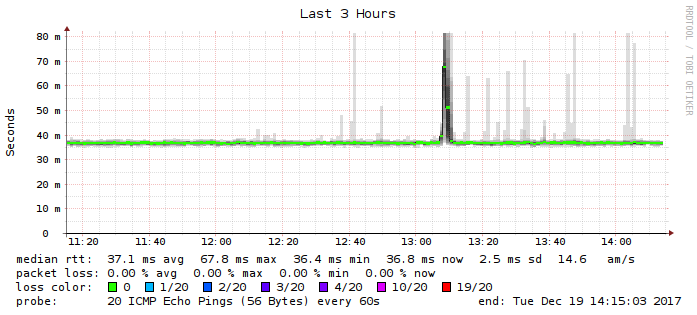 Last 3 Hours
RRDTOOL / TOBI OETIKER
Seconds
80 m
70 m
60 m
50 m
40 m
30 m
20 m
10 m
0
11:20 11:40 12:00 12:20 12:40 13:00 13:20 13:40 14:00
median rtt: 37.1 ms avg 67.8 ms max 36.4 ms min 36.8 ms now 2.5 ms sd 14.6 am/s
packet loss: 0.00 % avg 0.00 % max 0.00 % min 0.00 % now
loss color: 0 1/20 2/20 3/20 4/20 10/20 19/20
probe: 20 ICMP Echo Pings (56 Bytes) every 60s end: Tue Dec 19 14:15:03 2017